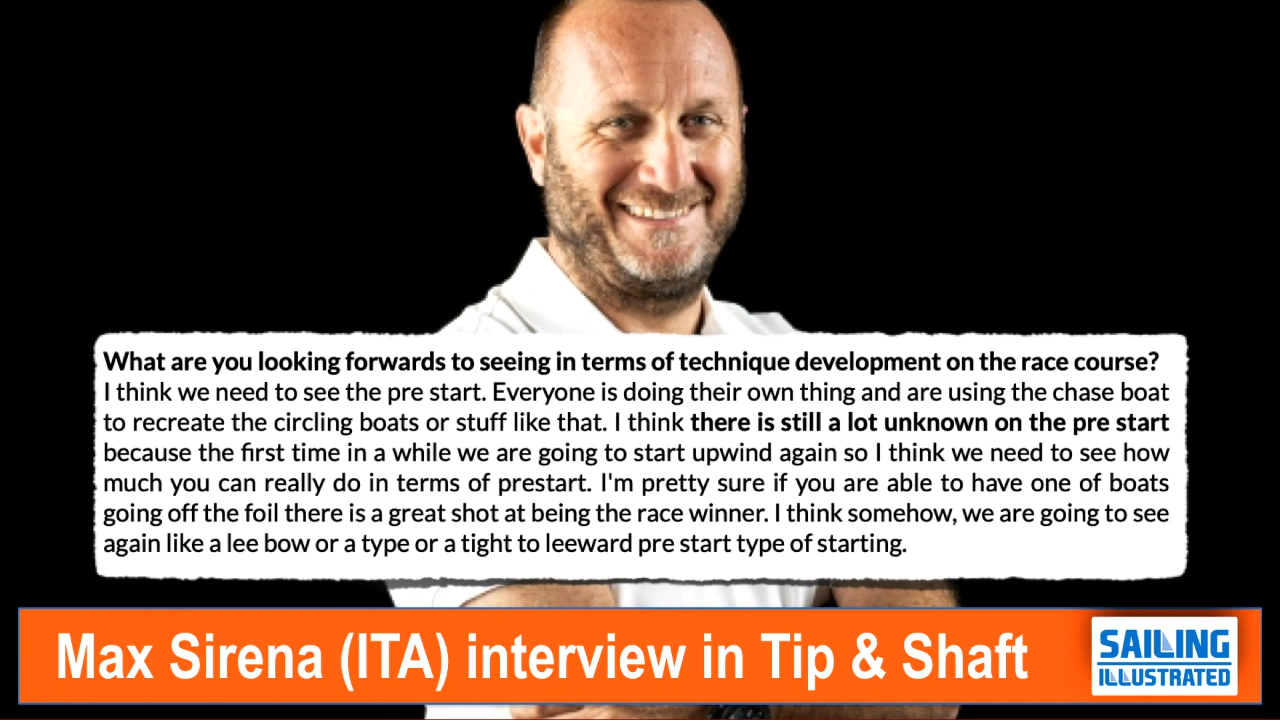 What are you looking forwards to seeing in terms of technique development on the race course?
I think we need to see the pre start. Everyone is doing their own thing and are using the chase boat
to recreate the circling boats or stuff like that. I think there is still a lot unknown on the pre start
because the first time in a while we are going to start upwind again so I think we need to see how
much you can really do in terms of prestart. I'm pretty sure if you are able to have one of boats
going off the foil there is a great shot at being the race winner. I think somehow, we are going to see
again like a lee bow or a type or a tight to leeward pre start type of starting.
Max Sirena (ITA) interview in Tip & Shaft
SAILING
ILLUSTRATED